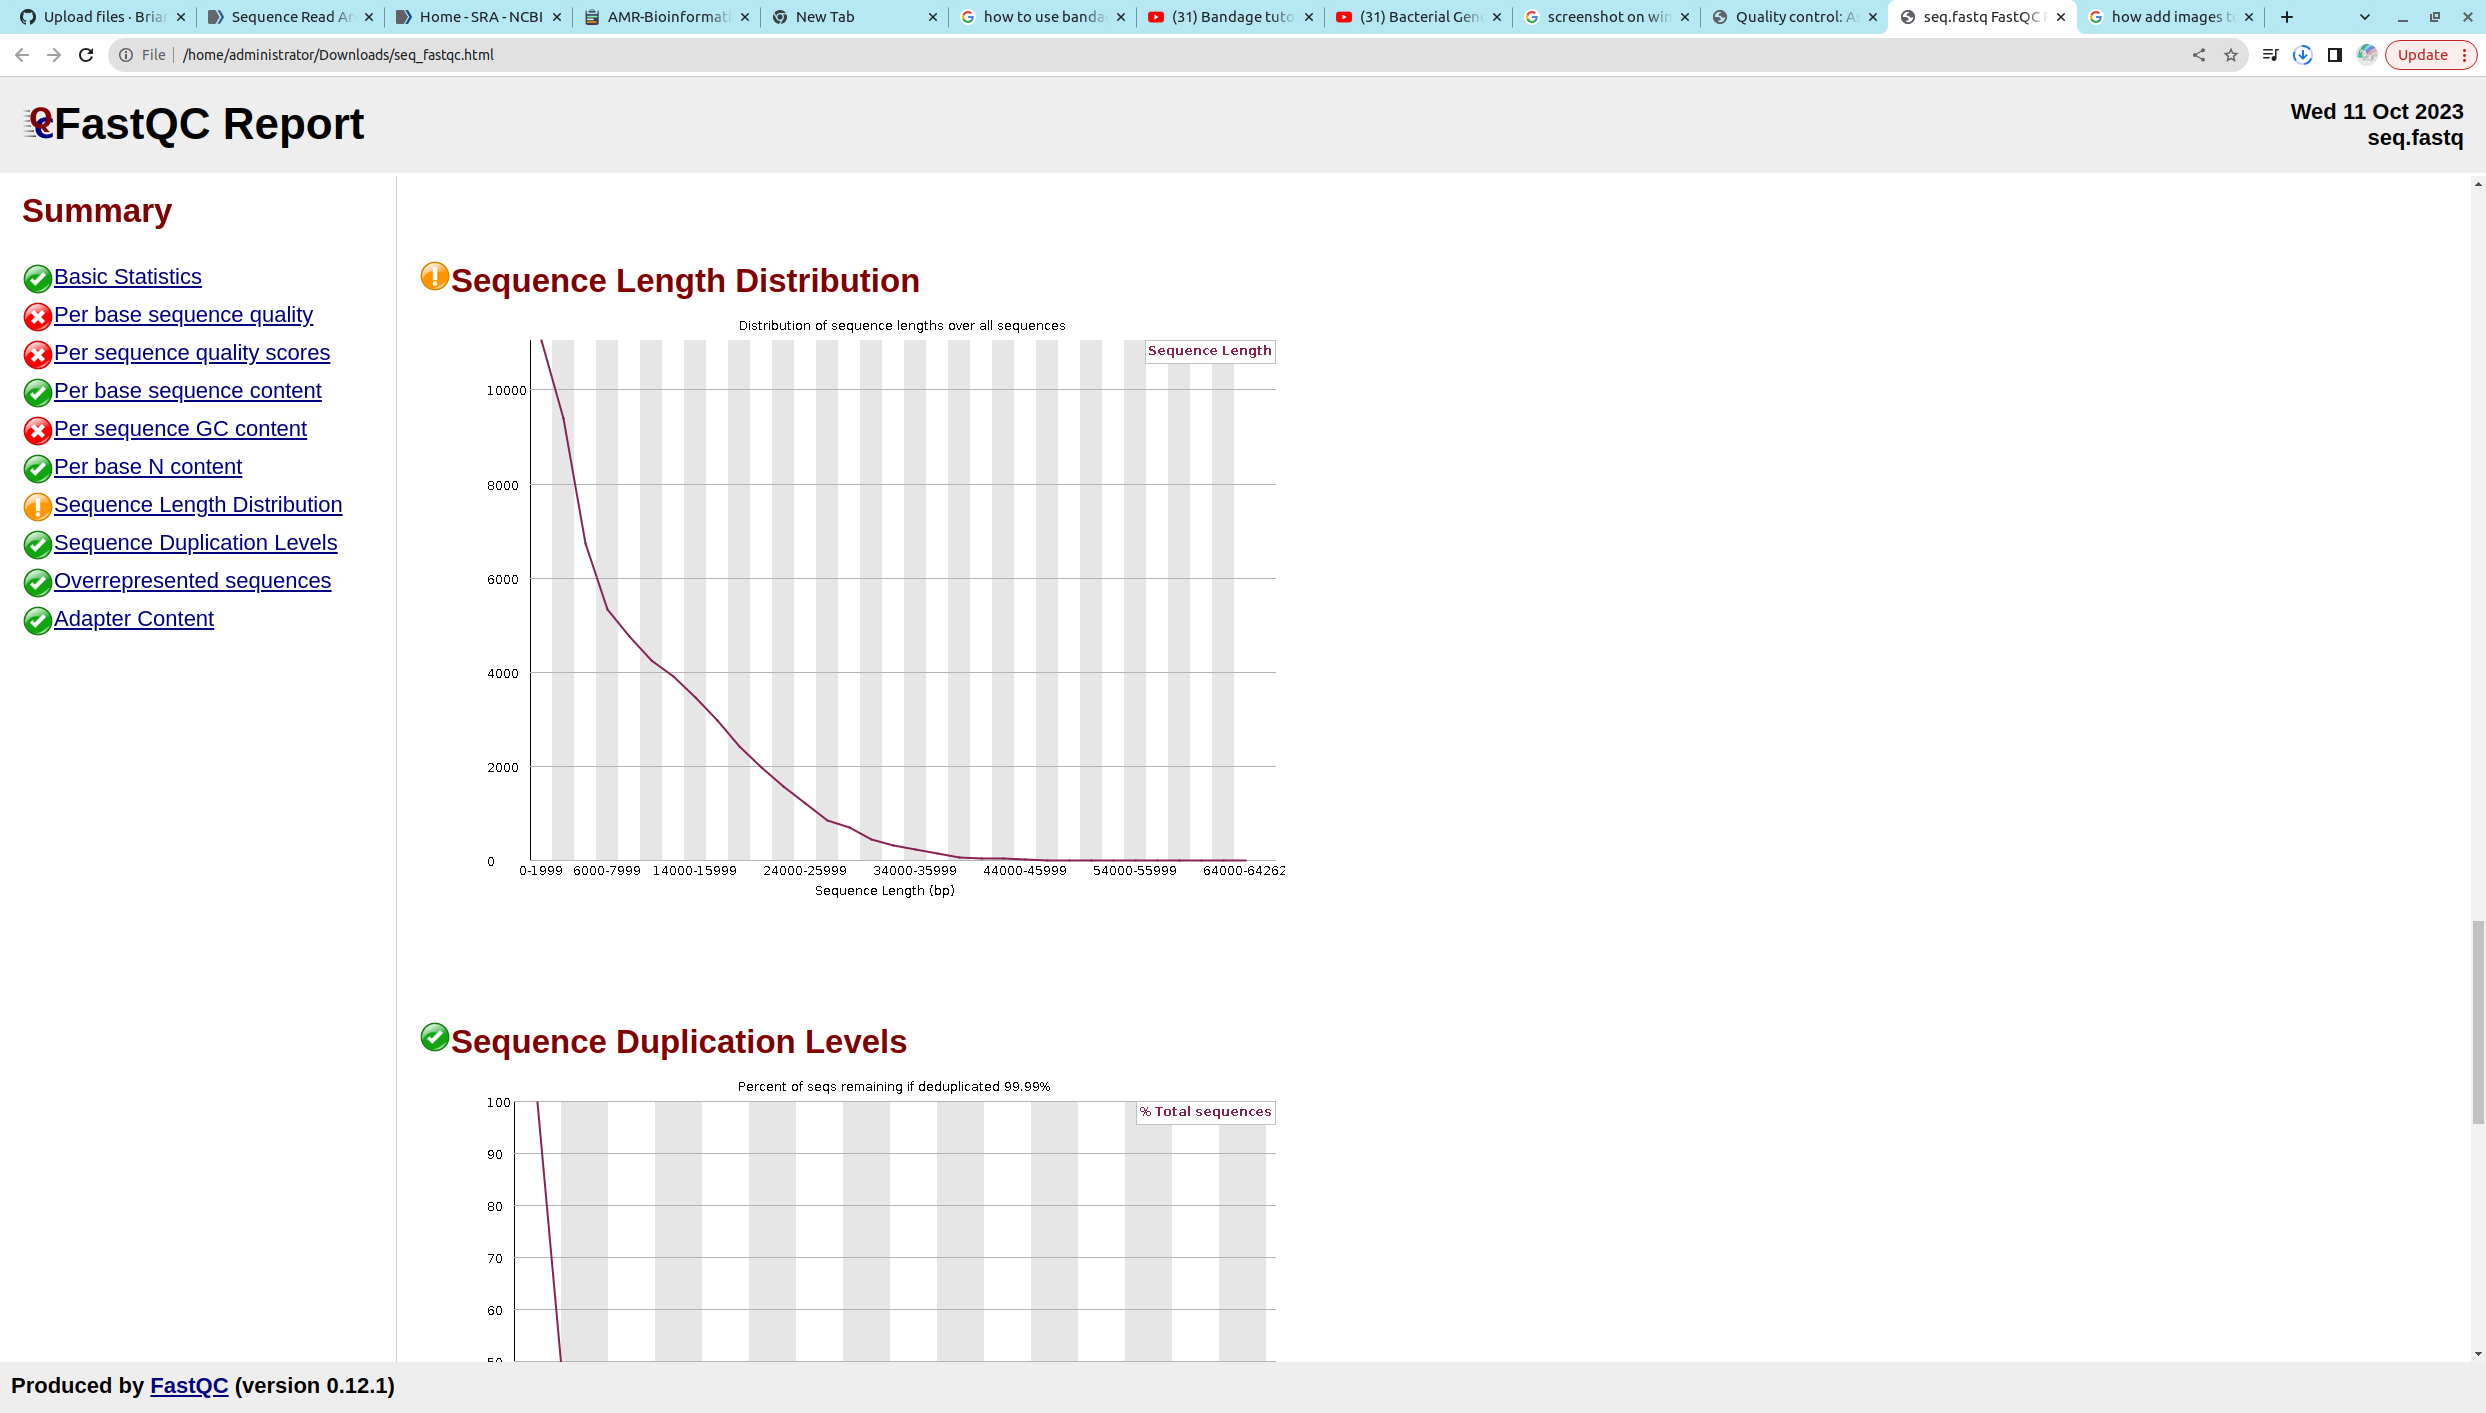 Upload files · Brian
Sequence Read Ar
Home - SRA - NCBI
AMR-Bioinformati
New Tab
how to use banda
(31) Bandage tuto
(31) Bacterial Geno
screenshot on win
Quality control: As
seq.fastq FastQC R
how add images to
File
/home/administrator/Downloads/seq_fastqc.html
Update
FastQC Report
Wed 11 Oct 2023
seq.fastq
Summary
Basic Statistics
Per base sequence quality
Per sequence quality scores
Per base sequence content
Per sequence GC content
Per base N content
Sequence Length Distribution
Sequence Duplication Levels
Overrepresented sequences
Adapter Content
Sequence Length Distribution
Distribution of sequence lengths over all sequences
Sequence Length
10000
8000
6000
4000
2000
0
0-1999 6000-7999 14000-15999 24000-25999 34000-35999 44000-45999 54000-55999 64000-64262
Sequence Length (bp)
Sequence Duplication Levels
Percent of seqs remaining if deduplicated 99.99%
% Total sequences
100
90
80
70
60
50
Produced by FastQC (version 0.12.1)